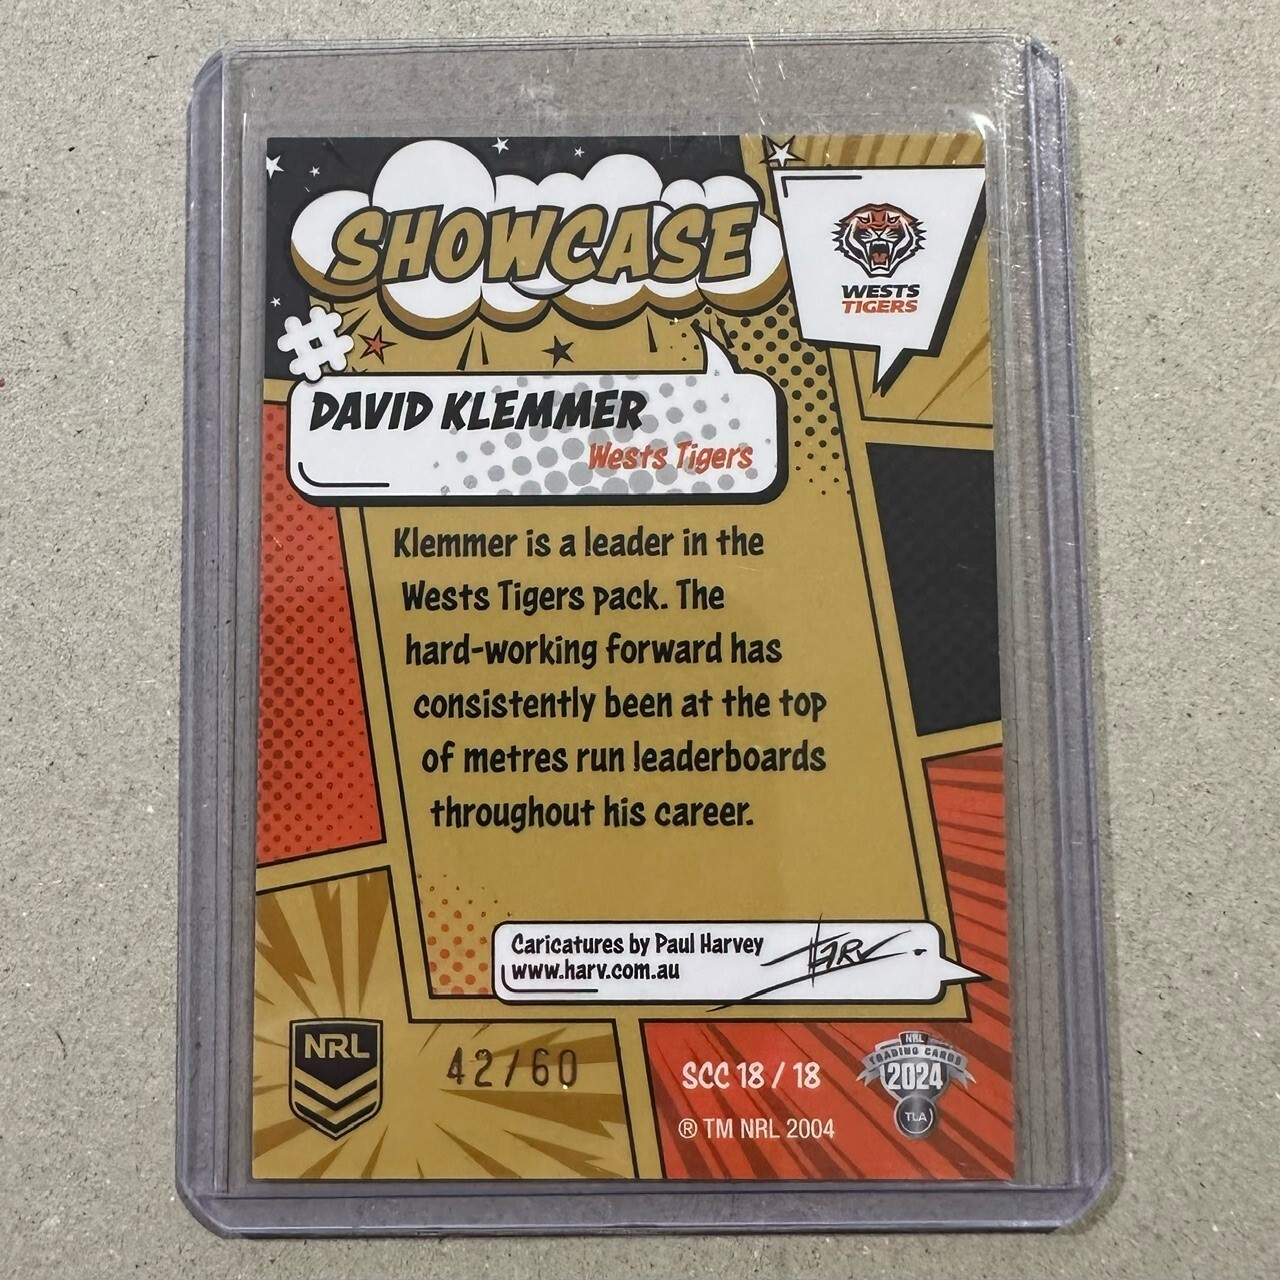 SHOWCASE
WESTS
TIGERS
#
DAVID KLEMMER
Wests Tigers
Klemmer is a leader in the
Wests Tigers pack. The
hard-working forward has
consistently been at the top
of metres run leaderboards
throughout his career.
Caricatures by Paul Harvey
www.harv.com.au
HARV.
NRL
42/60
SCC 18 / 18
® TM NRL 2004
NRL
TRADING CARDS
2024
TLA